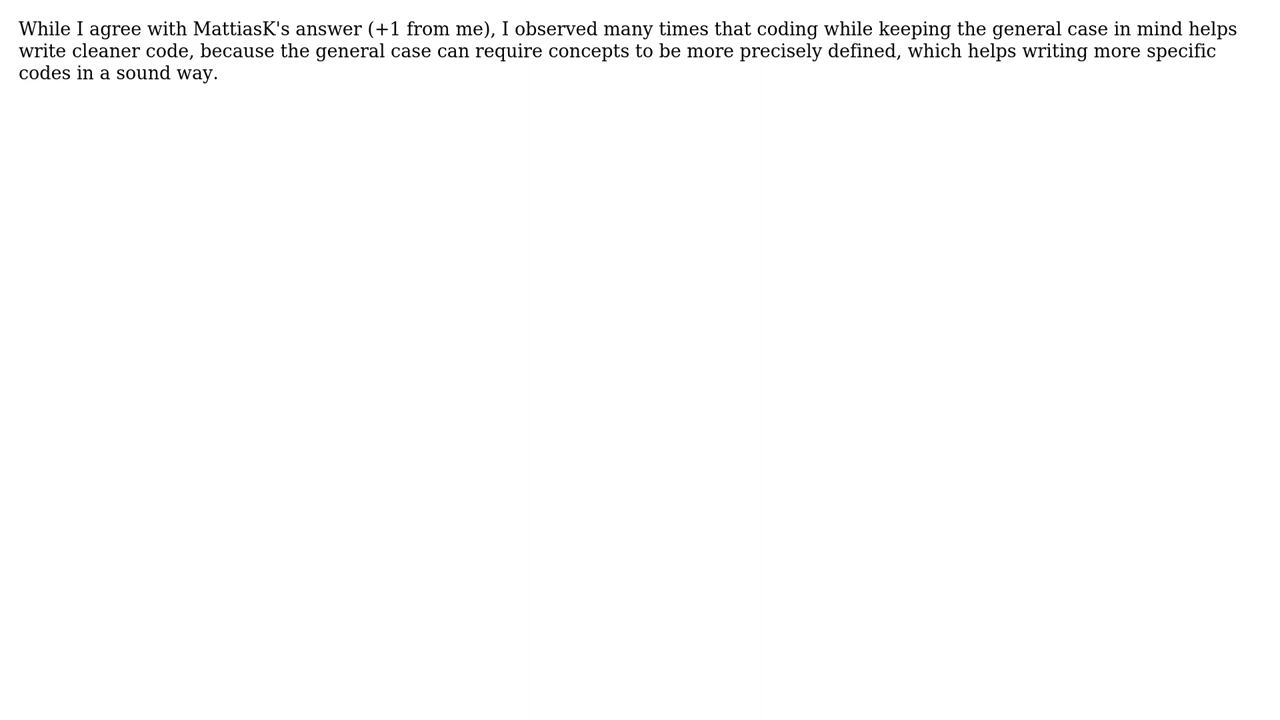 While I agree with MattiasK's answer (+1 from me), I observed many times that coding while keeping the general case in mind helps
write cleaner code, because the general case can require concepts to be more precisely defined, which helps writing more specific
codes in a sound way.